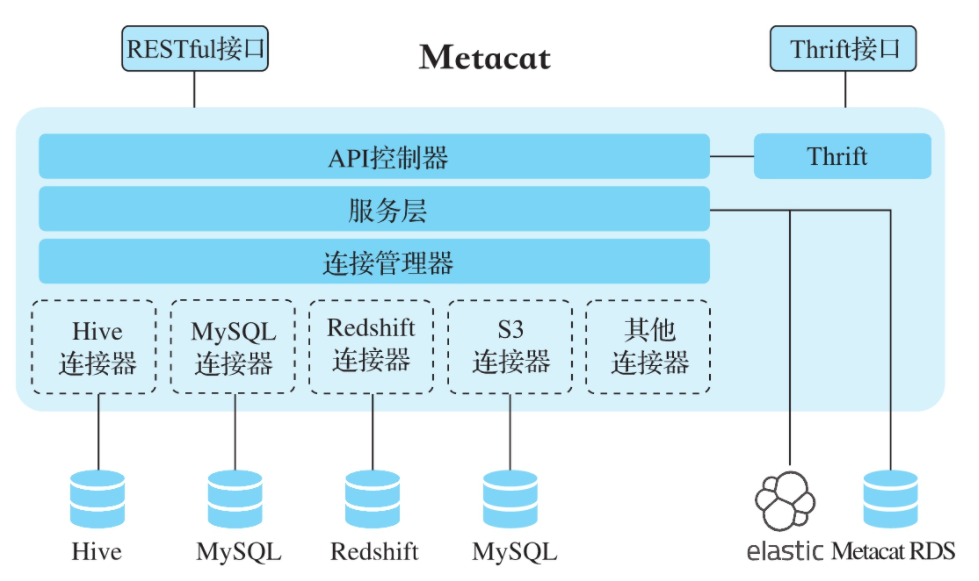 RESTful接口
Metacat
Thrift接口
API控制器
Thrift
服务层
连接管理器
Hive
连接器
MySQL
连接器
Redshift
连接器
S3
连接器
其他
连接器
Hive
MySQL
Redshift
MySQL
elastic
Metacat RDS